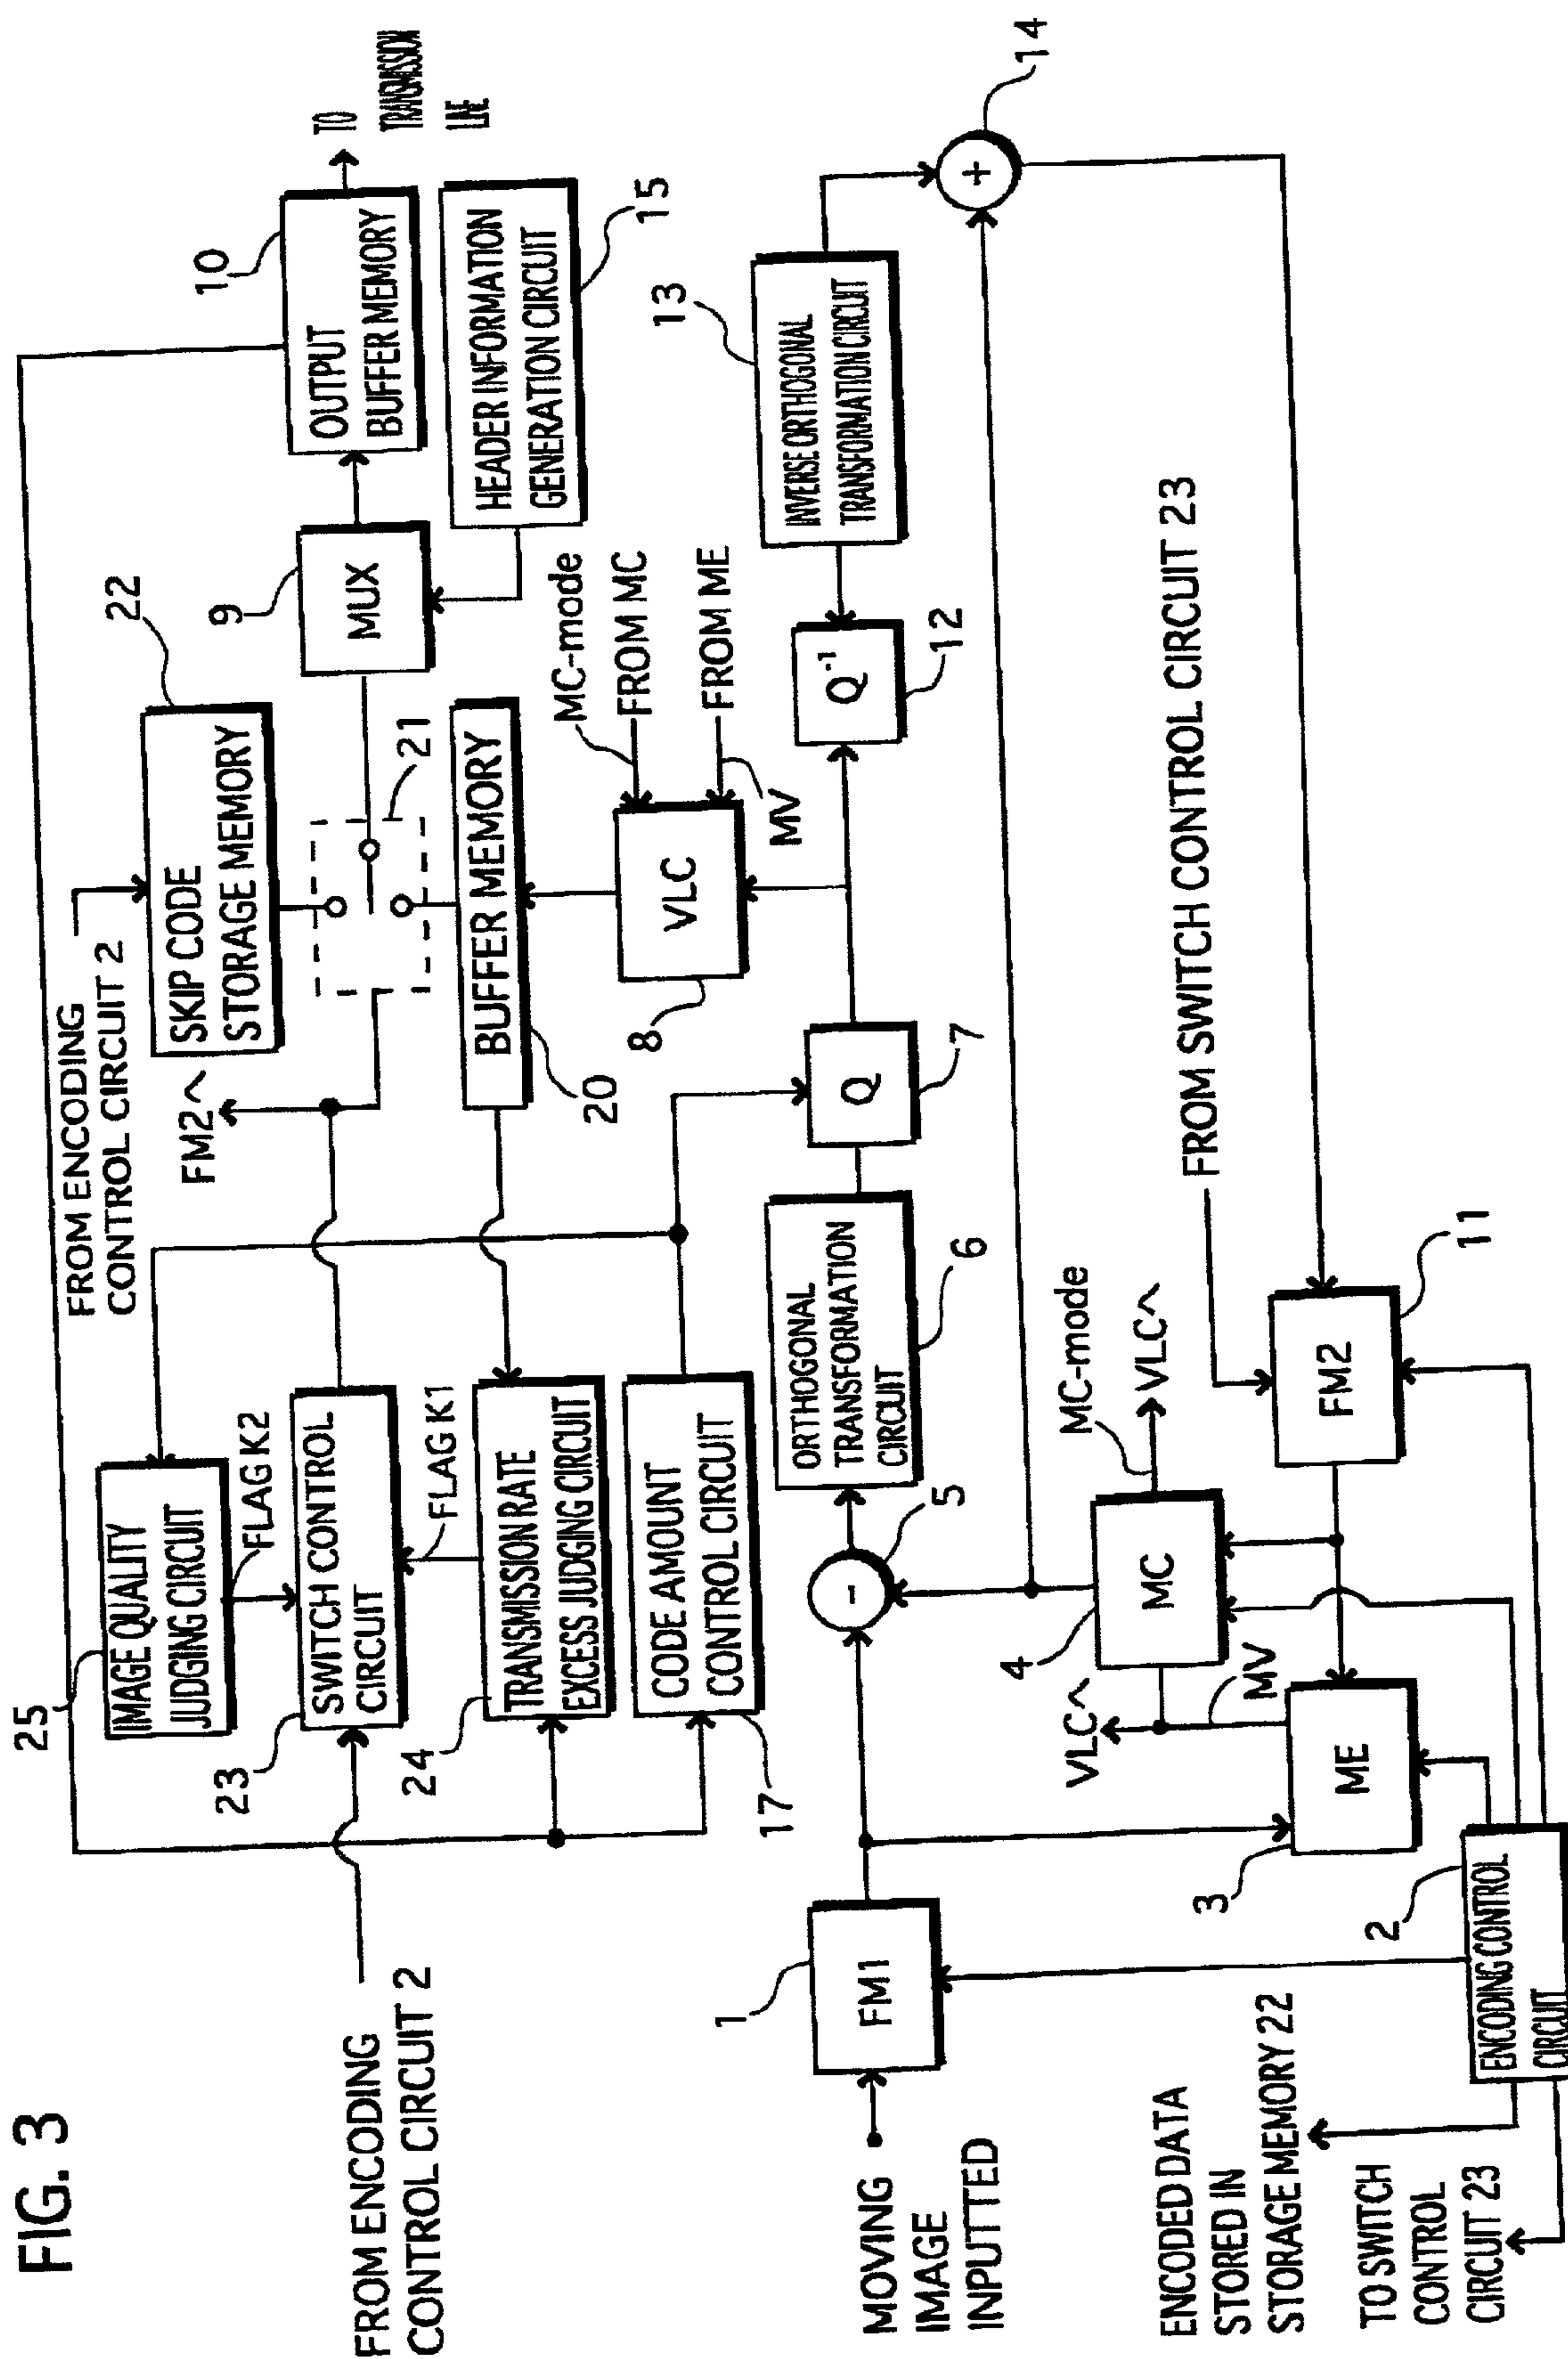 FIG. 3
FROM ENCODING
CONTROL CIRCUIT 2
25
IMAGE QUALITY
JUDGING CIRCUIT
FLAG K2
23
SWITCH CONTROL
CIRCUIT
FLAG K1
24
TRANSMISSION RATE
EXCESS JUDGING CIRCUIT
CODE AMOUNT
CONTROL CIRCUIT
17
FROM ENCODING
CONTROL CIRCUIT 2
FM2^
SKIP CODE
STORAGE MEMORY
22
21
BUFFER MEMORY
20
9
MUX
10
OUTPUT
BUFFER MEMORY
TO
TRANSMISSION
LINE
HEADER INFORMATION
GENERATION CIRCUIT
15
MC-mode
FROM MC
FROM ME
MV
VLC
8
MOVING
IMAGE
INPUTTED
1
FM1
-
5
ORTHOGONAL
TRANSFORMATION
CIRCUIT
6
Q
7
Q-1
12
13
INVERSE ORTHOGONAL
TRANSFORMATION CIRCUIT
+
14
VLC^
4
MC
MC-mode
VLC^
FROM SWITCH CONTROL CIRCUIT 23
3
ME
MV
FM2
11
ENCODED DATA
STORED IN
STORAGE MEMORY 22
TO SWITCH
CONTROL
CIRCUIT 23
2
ENCODING CONTROL
CIRCUIT